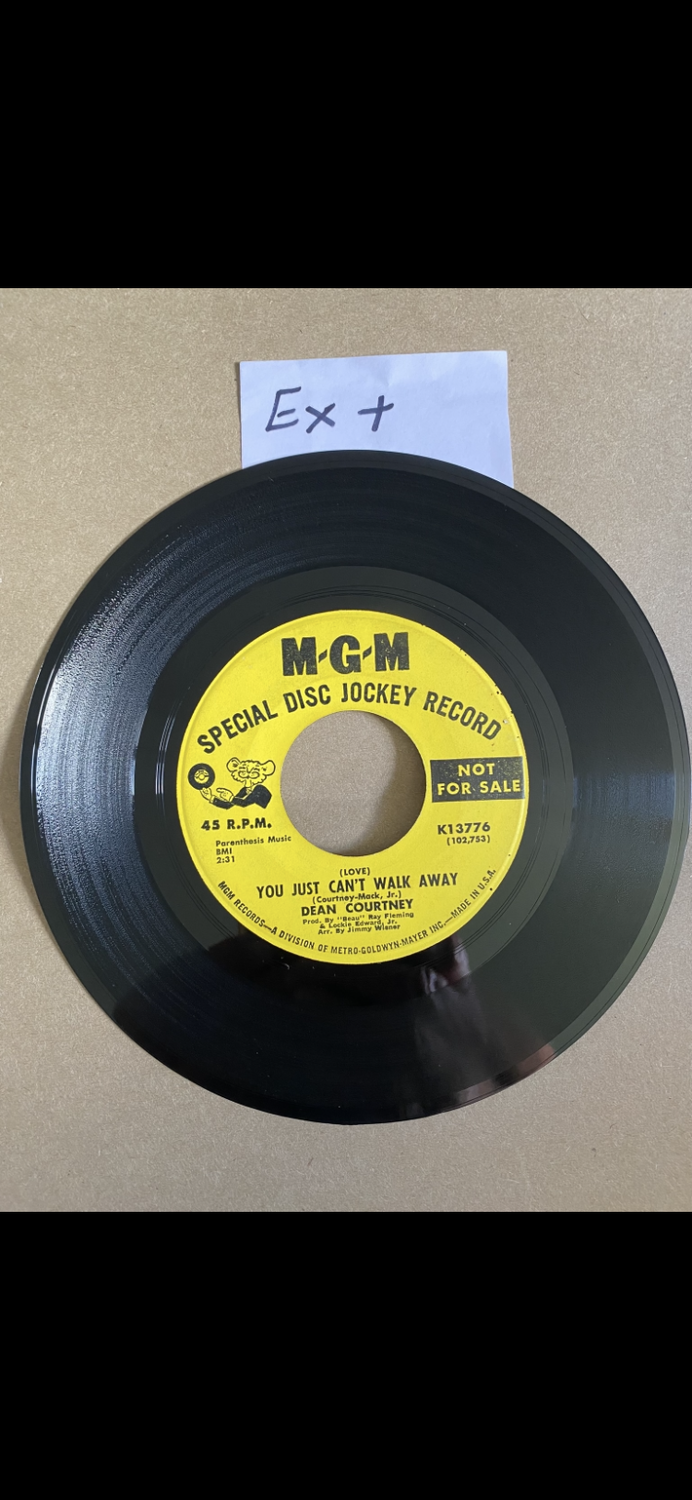 Ex +
M-G-M
SPECIAL DISC JOCKEY RECORD
NOT
FOR SALE
45 R.P.M.
K13776
(102,753)
Parenthesis Music
BMI
2:31
(LOVE)
YOU JUST CAN'T WALK AWAY
(Courtney-Mack, Jr.)
DEAN COURTNEY
Prod. By "Beau" Ray Fleming
& Lockie Edward, Jr.
Arr. By Jimmy Wisner
MGM RECORDS—A DIVISION OF METRO-GOLDWYN-MAYER INC.—MADE IN U.S.A.